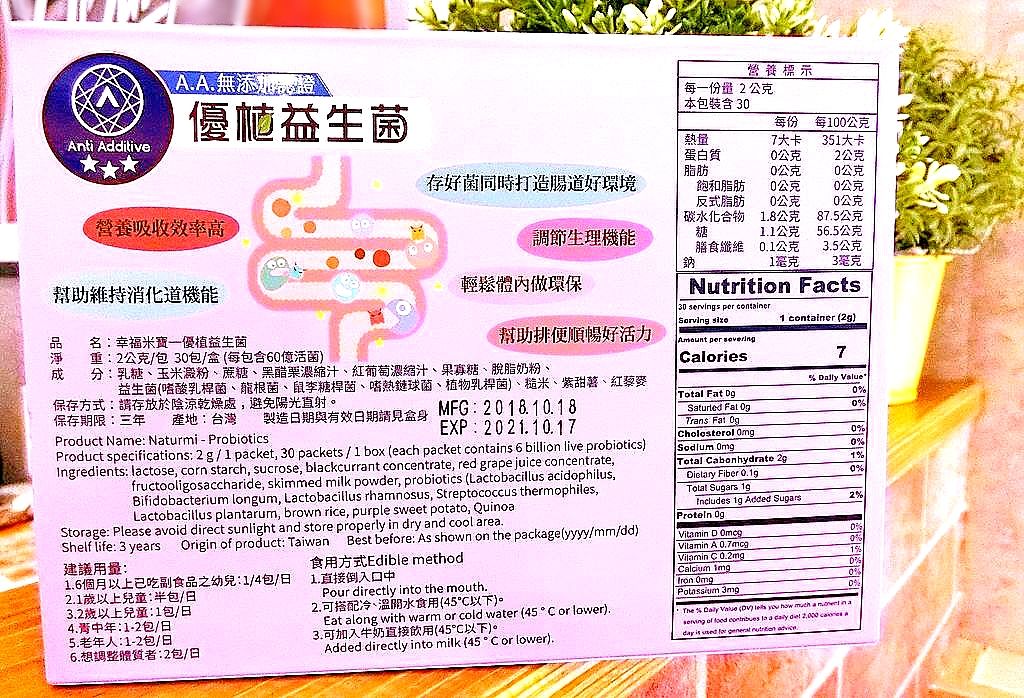 A.A.無添加認證
Anti Additive
優植益生菌
存好菌同時打造腸道好環境
營養吸收效率高
調節生理機能
幫助維持消化道機能
輕鬆體內做環保
幫助排便順暢好活力
品 名:幸福米寶一優植益生菌
淨 重:2公克/包 30包/盒 (每包含60億活菌)
成 分:乳糖、玉米澱粉、蔗糖、黑醋栗濃縮汁、紅葡萄濃縮汁、果寡糖、脫脂奶粉、
益生菌(嗜酸乳桿菌、龍根菌、鼠李糖桿菌、嗜熱鏈球菌、植物乳桿菌)、糙米、紫甜薯、紅藜麥
保存方式:請存放於陰涼乾燥處,避免陽光直射。
保存期限:三年 產地:台灣 製造日期與有效日期請見盒身
MFG:2018.10.18
EXP:2021.10.17
Product Name: Naturmi - Probiotics
Product specifications: 2 g / 1 packet, 30 packets / 1 box (each packet contains 6 billion live probiotics)
Ingredients: lactose, corn starch, sucrose, blackcurrant concentrate, red grape juice concentrate,
fructooligosaccharide, skimmed milk powder, probiotics (Lactobacillus acidophilus,
Bifidobacterium longum, Lactobacillus rhamnosus, Streptococcus thermophiles,
Lactobacillus plantarum, brown rice, purple sweet potato, Quinoa
Storage: Please avoid direct sunlight and store properly in dry and cool area.
Shelf life: 3 years Origin of product: Taiwan Best before: As shown on the package(yyyy/mm/dd)
建議用量:
1.6個月以上已吃副食品之幼兒:1/4包/日
2.1歲以上兒童:半包/日
3.2歲以上兒童:1包/日
4.青中年:1-2包/日
5.老年人:1-2包/日
6.想調整體質者:2包/日
食用方式Edible method
1.直接倒入口中
Pour directly into the mouth.
2.可搭配冷、溫開水食用(45°C以下)。
Eat along with warm or cold water (45 ° C or lower).
3.可加入牛奶直接飲用(45°C以下)。
Added directly into milk (45 ° C or lower).
營養標示
每一份量 2 公克
本包裝含 30
每份 每100公克
熱量 7大卡 351大卡
蛋白質 0公克 2公克
脂肪 0公克 0公克
飽和脂肪 0公克 0公克
反式脂肪 0公克 0公克
碳水化合物 1.8公克 87.5公克
糖 1.1公克 56.5公克
膳食纖維 0.1公克 3.5公克
鈉 1毫克 3毫克
Nutrition Facts
30 servings per container
Serving size 1 container (2g)
Amount per severing
Calories 7
% Daily Value*
Total Fat 0g 0%
Saturted Fat 0g 0%
Trans Fat 0g
Cholesterol 0mg 0%
Sodium 0mg 0%
Total Cabonhydrate 2g 1%
Dietary Fiber 0.1g 0%
Total Sugars 1g
Includes 1g Added Sugars 2%
Protein 0g
Vitamin D 0mcg 0%
Vitamin A 0.7mcg 0%
Vitamin C 0.2mg 1%
Calcium 1mg 0%
Iron 0mg 0%
Potassium 3mg 0%
* The % Daily Value (DV) tells you how much a nutrient in a
serving of food contribues to a daily diet 2,000 calories a
day is used for general nutrition advice.